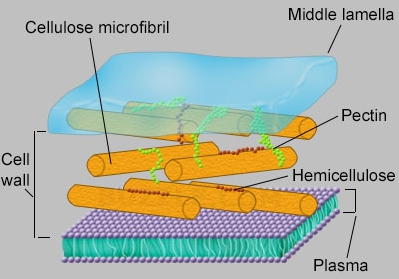 Middle lamella
Cellulose microfibril
Pectin
Cell
wall
Hemicellulose
Plasma